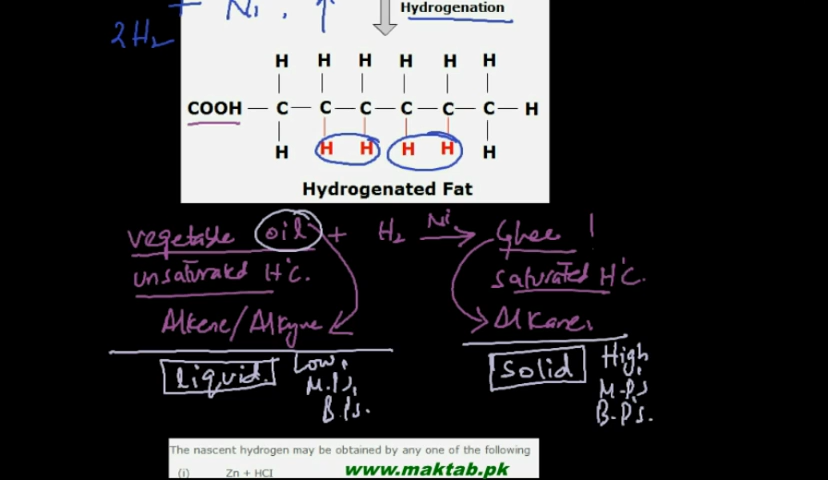 + Ni.
2H2
Hydrogenation
H H H H H H
COOH — C — C — C — C — C — C — H
H H H H H H
Hydrogenated Fat
vegetable oil + H2 Ni → Ghee
unsaturated H'C. saturated H'C.
Alkene/Alkyne Alkane.
liquid. Low, M.P's, B.P's.
Solid High, M.P's B.P's.
The nascent hydrogen may be obtained by any one of the following
(i) Zn + HCl
www.maktab.pk